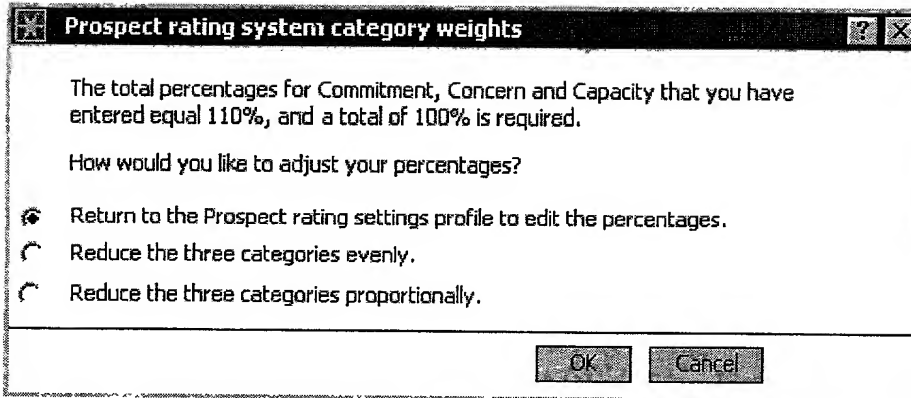 Prospect rating system category weights
? X
The total percentages for Commitment, Concern and Capacity that you have
entered equal 110%, and a total of 100% is required.
How would you like to adjust your percentages?
Return to the Prospect rating settings profile to edit the percentages.
Reduce the three categories evenly.
Reduce the three categories proportionally.
OK Cancel